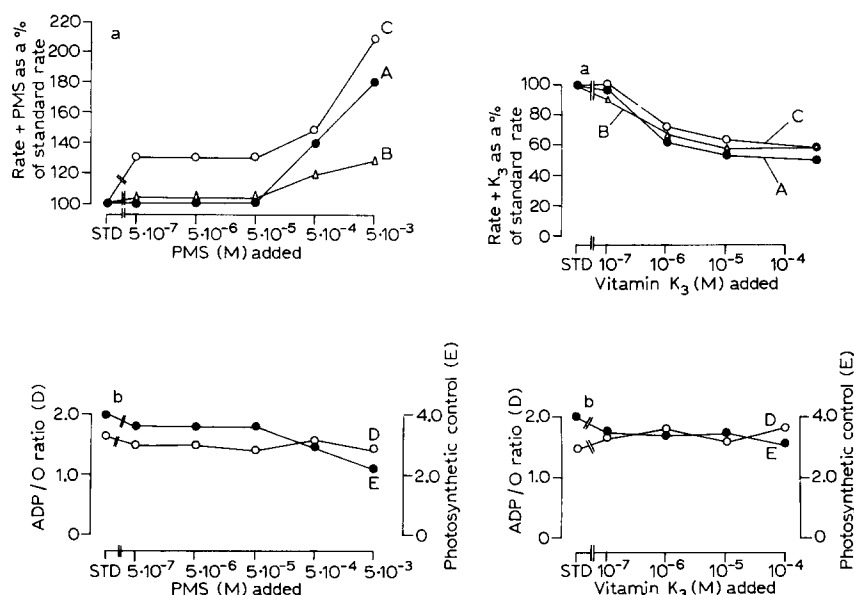 a
Rate + PMS as a %
of standard rate
220
200
180
160
140
120
100
C
A
B
STD 5·10⁻⁷ 5·10⁻⁶ 5·10⁻⁵ 5·10⁻⁴ 5·10⁻³
PMS (M) added
a
Rate + K₃ as a %
of standard rate
100
80
60
40
20
0
B
C
A
STD 10⁻⁷ 10⁻⁶ 10⁻⁵ 10⁻⁴
Vitamin K₃ (M) added
b
ADP/O ratio (D)
2.0
1.0
0
D
E
4.0
2.0
0
Photosynthetic control (E)
STD 5·10⁻⁷ 5·10⁻⁶ 5·10⁻⁵ 5·10⁻⁴ 5·10⁻³
PMS (M) added
b
ADP/O ratio (D)
2.0
1.0
0
D
E
4.0
2.0
0
Photosynthetic control (E)
STD 10⁻⁷ 10⁻⁶ 10⁻⁵ 10⁻⁴
Vitamin K₃ (M) added